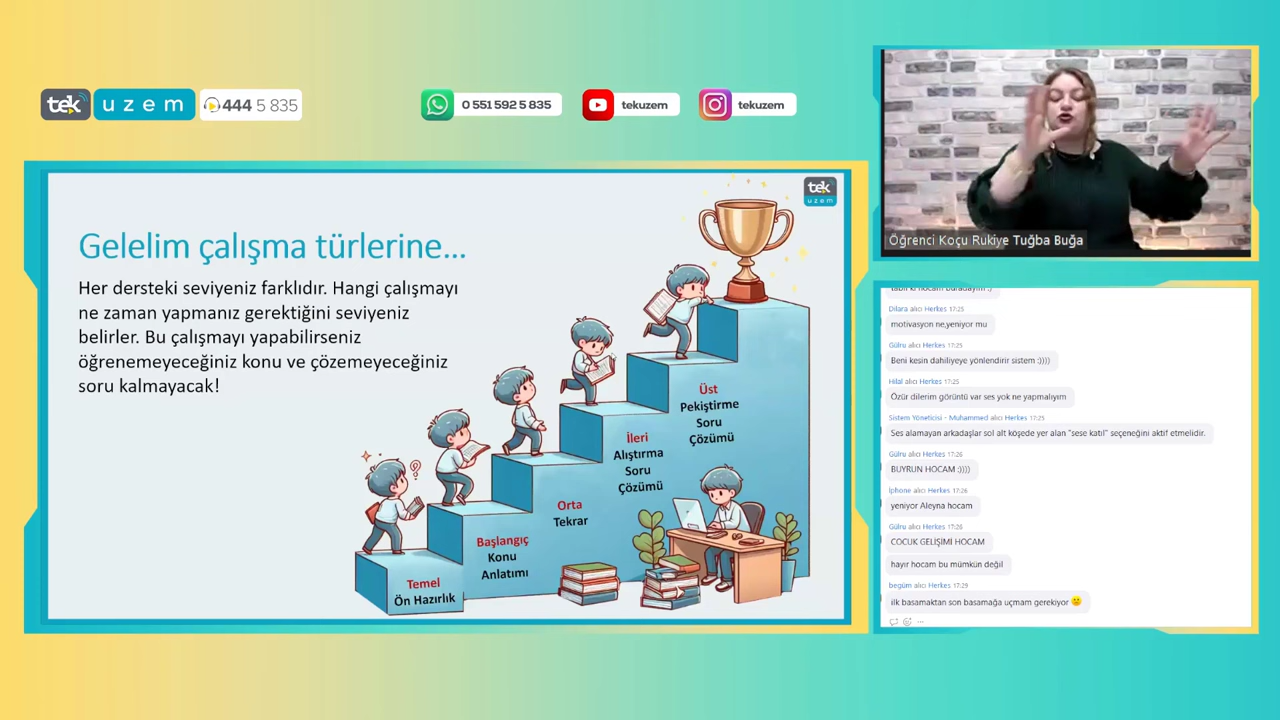 tek uzem 444 5 835
0 551 592 5 835
tekuzem
tekuzem
tek
uzem
Gelelim çalışma türlerine...
Her dersteki seviyeniz farklıdır. Hangi çalışmayı
ne zaman yapmanız gerektiğini seviyeniz
belirler. Bu çalışmayı yapabilirseniz
öğrenemeyeceğiniz konu ve çözemeyeceğiniz
soru kalmayacak!
Temel
Ön Hazırlık
Başlangıç
Konu
Anlatımı
Orta
Tekrar
İleri
Alıştırma
Soru
Çözümü
Üst
Pekiştirme
Soru
Çözümü
Öğrenci Koçu Rukiye Tuğba Buğa
Dilara alıcı Herkes 17:25
motivasyon ne,yeniyor mu
Gülru alıcı Herkes 17:25
Beni kesin dahiliyeye yönlendirir sistem :))))
Hilal alıcı Herkes 17:25
Özür dilerim görüntü var ses yok ne yapmalıyım
Sistem Yöneticisi - Muhammed alıcı Herkes 17:25
Ses alamayan arkadaşlar sol alt köşede yer alan "sese katıl" seçeneğini aktif etmelidir.
Gülru alıcı Herkes 17:26
BUYRUN HOCAM :))))
İphone alıcı Herkes 17:26
yeniyor Aleyna hocam
Gülru alıcı Herkes 17:26
COCUK GELİŞİMİ HOCAM
hayır hocam bu mümkün değil
begüm alıcı Herkes 17:29
ilk basamaktan son basamağa uçmam gerekiyor 🙁